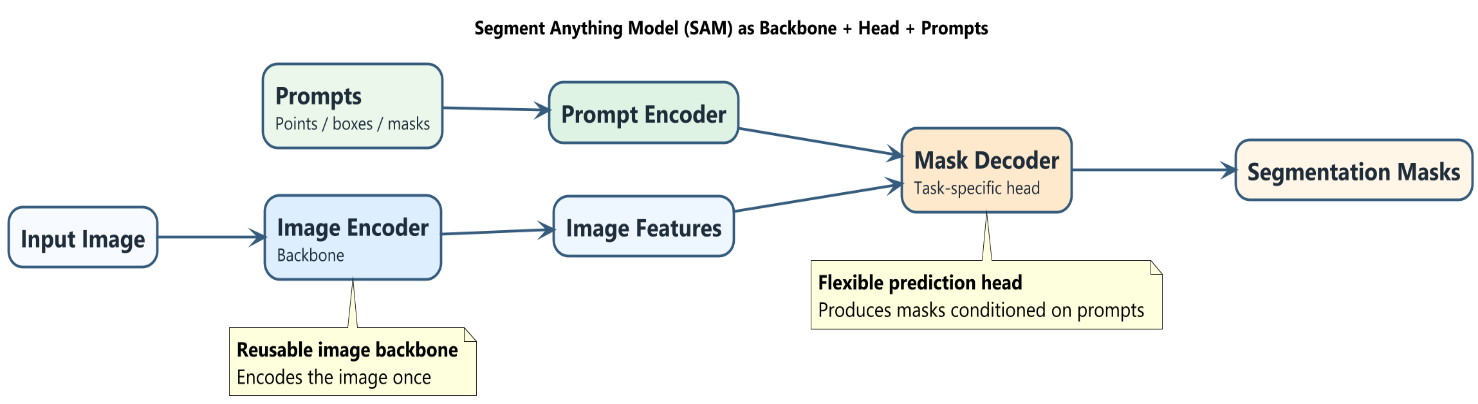 Segment Anything Model (SAM) as Backbone + Head + Prompts
Prompts
Points / boxes / masks
Prompt Encoder
Mask Decoder
Task-specific head
Segmentation Masks
Input Image
Image Encoder
Backbone
Image Features
Flexible prediction head
Produces masks conditioned on prompts
Reusable image backbone
Encodes the image once